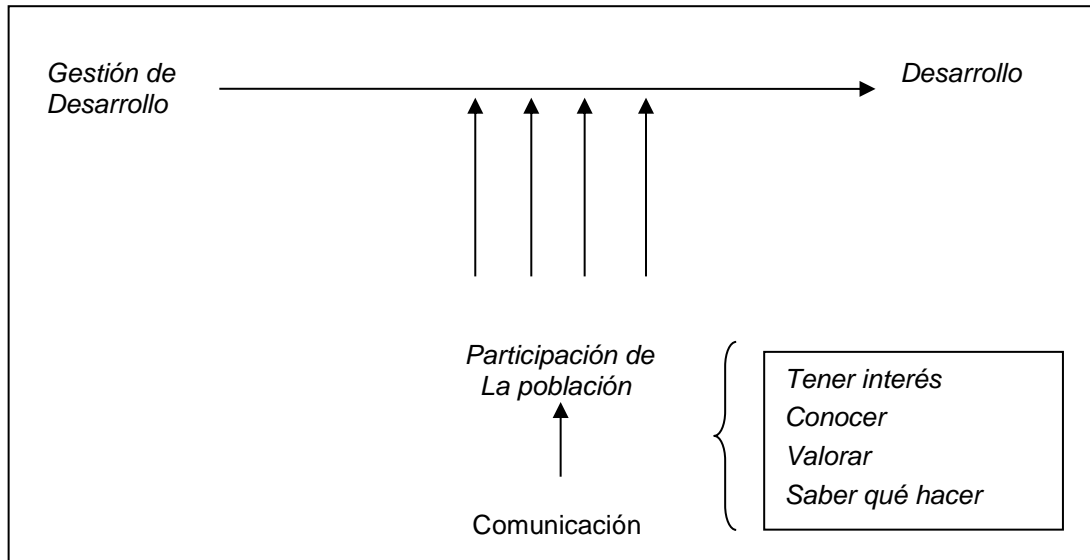 Gestión de
Desarrollo
Desarrollo
Participación de
La población
Tener interés
Conocer
Valorar
Saber qué hacer
Comunicación